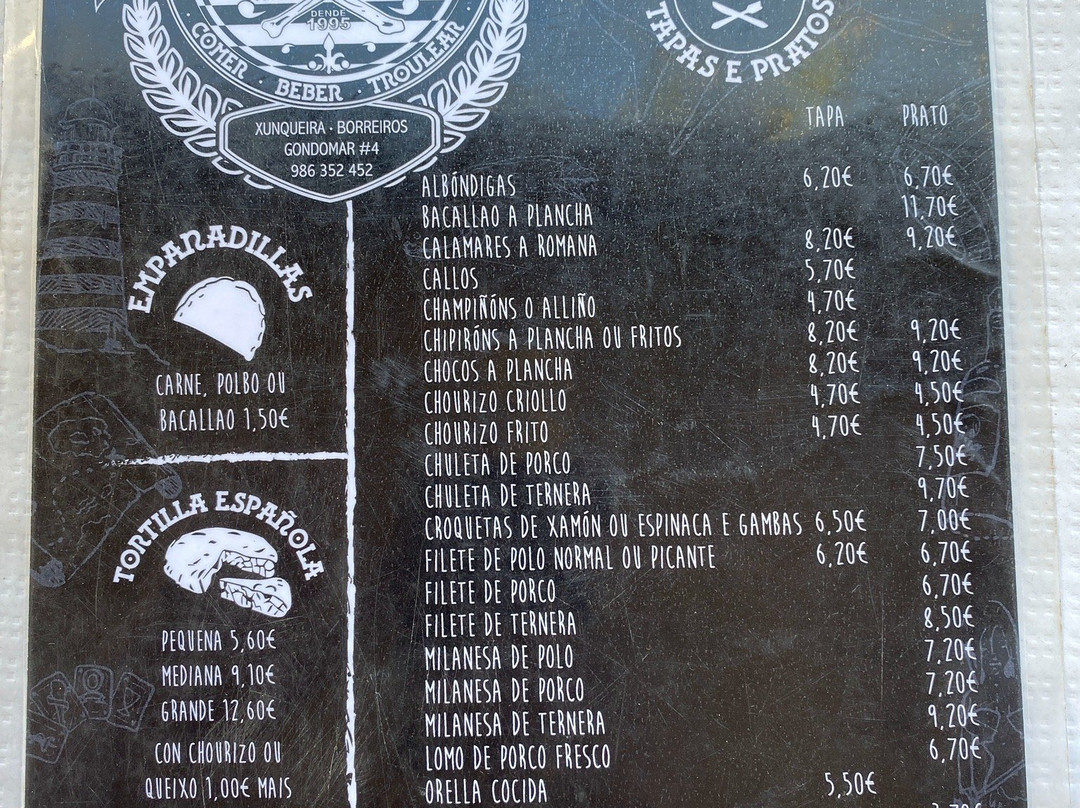 DENDE
1995
COMER · BEBER · TROULEAR
XUNQUEIRA · BORREIROS
GONDOMAR #4
986 352 452
EMPANADILLAS
CARNE, POLBO OU
BACALLAO 1,50€
TORTILLA ESPAÑOLA
PEQUENA 5,60€
MEDIANA 9,10€
GRANDE 12,60€
CON CHOURIZO OU
QUEIXO 1,00€ MAIS
TAPAS E PRATOS
TAPA PRATO
ALBÓNDIGAS 6,20€ 6,70€
BACALLAO A PLANCHA 11,70€
CALAMARES A ROMANA 8,20€ 9,20€
CALLOS 5,70€
CHAMPIÑÓNS O ALLIÑO 4,70€
CHIPIRÓNS A PLANCHA OU FRITOS 8,20€ 9,20€
CHOCOS A PLANCHA 8,20€ 9,20€
CHOURIZO CRIOLLO 4,70€ 4,50€
CHOURIZO FRITO 4,70€ 4,50€
CHULETA DE PORCO 7,50€
CHULETA DE TERNERA 9,70€
CROQUETAS DE XAMÓN OU ESPINACA E GAMBAS 6,50€ 7,00€
FILETE DE POLO NORMAL OU PICANTE 6,20€ 6,70€
FILETE DE PORCO 6,70€
FILETE DE TERNERA 8,50€
MILANESA DE POLO 7,20€
MILANESA DE PORCO 7,20€
MILANESA DE TERNERA 9,20€
LOMO DE PORCO FRESCO 6,70€
ORELLA COCIDA 5,50€